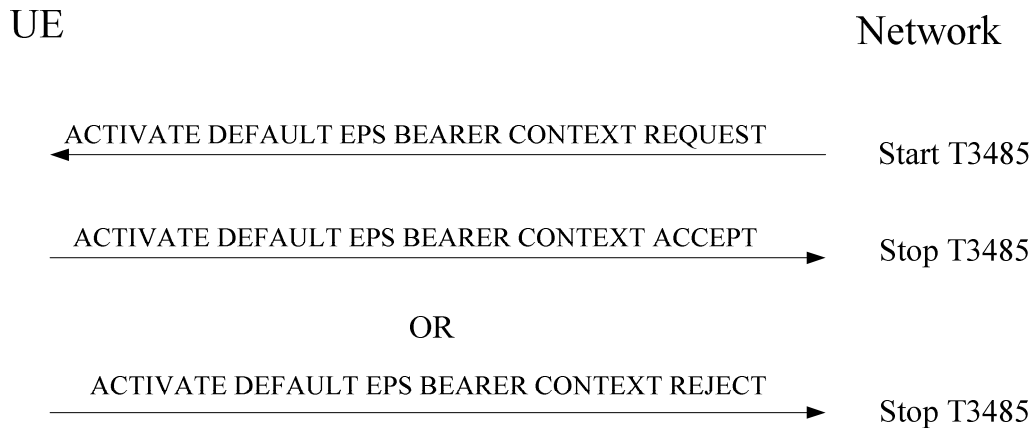 UE
Network
ACTIVATE DEFAULT EPS BEARER CONTEXT REQUEST
Start T3485
ACTIVATE DEFAULT EPS BEARER CONTEXT ACCEPT
Stop T3485
OR
ACTIVATE DEFAULT EPS BEARER CONTEXT REJECT
Stop T3485